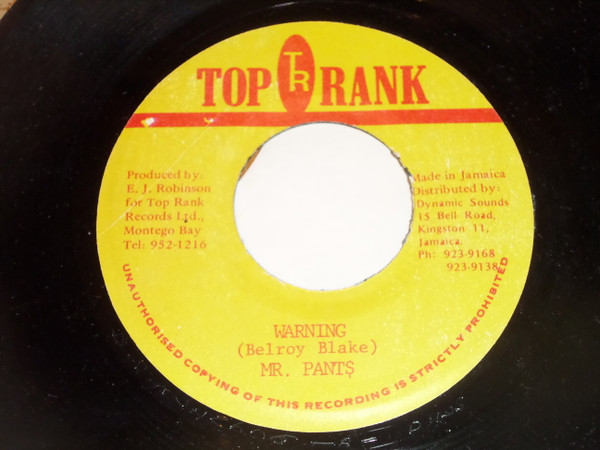 TOP TR RANK
Produced by:
E. J. Robinson
for Top Rank
Records Ltd.,
Montego Bay
Tel: 952-1216
Made in Jamaica
Distributed by:
Dynamic Sounds
15 Bell Road,
Kingston 11,
Jamaica.
Ph: 923-9168
923-9138
WARNING
(Belroy Blake)
MR. PANT$
UNAUTHORISED COPYING OF THIS RECORDING IS STRICTLY PROHIBITED